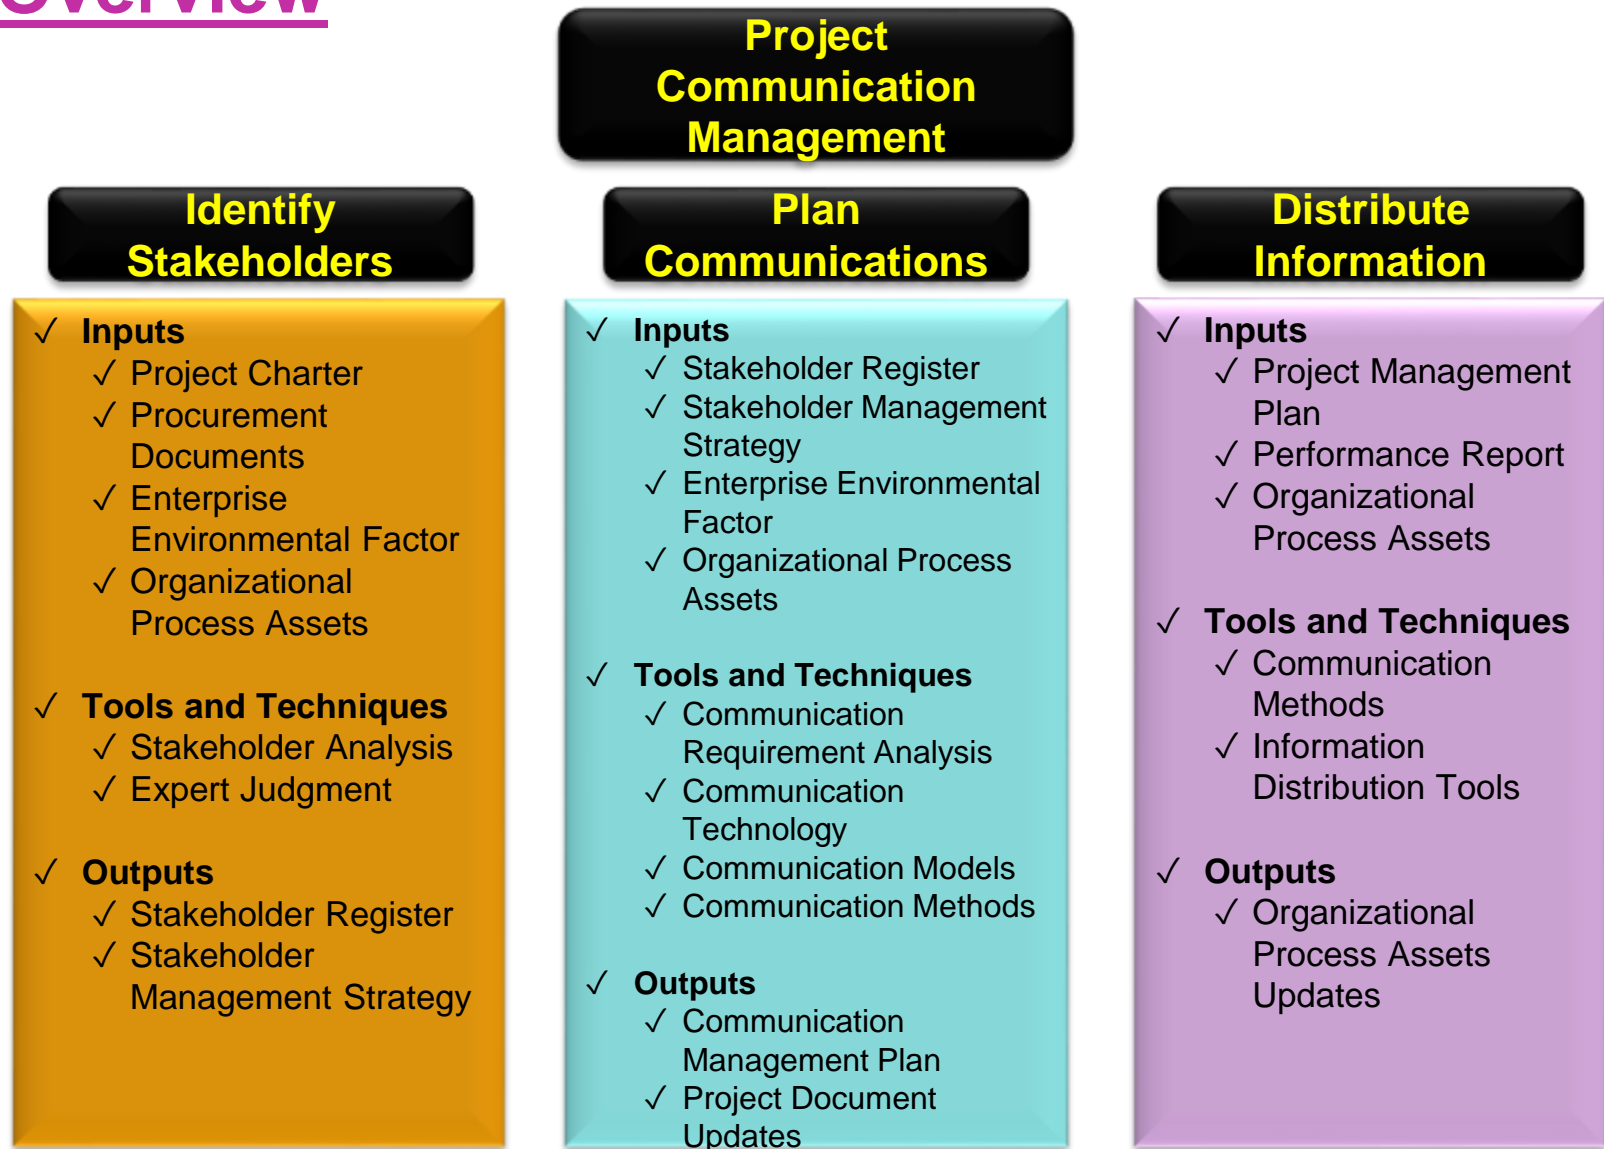 Overview
Project
Communication
Management
Identify
Stakeholders
✓ Inputs
✓ Project Charter
✓ Procurement
Documents
✓ Enterprise
Environmental Factor
✓ Organizational
Process Assets
✓ Tools and Techniques
✓ Stakeholder Analysis
✓ Expert Judgment
✓ Outputs
✓ Stakeholder Register
✓ Stakeholder
Management Strategy
Plan
Communications
✓ Inputs
✓ Stakeholder Register
✓ Stakeholder Management
Strategy
✓ Enterprise Environmental
Factor
✓ Organizational Process
Assets
✓ Tools and Techniques
✓ Communication
Requirement Analysis
✓ Communication
Technology
✓ Communication Models
✓ Communication Methods
✓ Outputs
✓ Communication
Management Plan
✓ Project Document
Updates
Distribute
Information
✓ Inputs
✓ Project Management
Plan
✓ Performance Report
✓ Organizational
Process Assets
✓ Tools and Techniques
✓ Communication
Methods
✓ Information
Distribution Tools
✓ Outputs
✓ Organizational
Process Assets
Updates